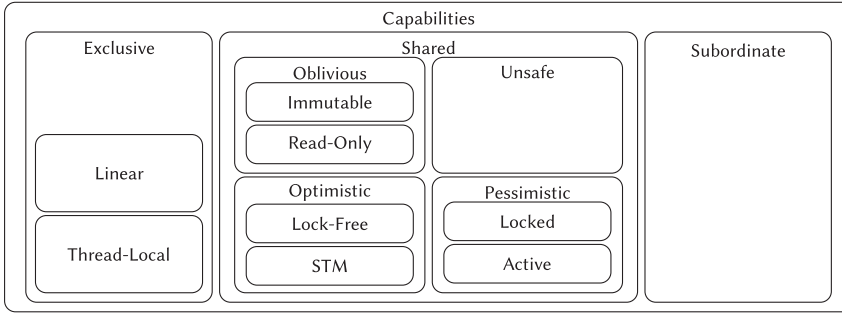 Capabilities
Exclusive
Linear
Thread-Local
Shared
Oblivious
Immutable
Read-Only
Unsafe
Optimistic
Lock-Free
STM
Pessimistic
Locked
Active
Subordinate